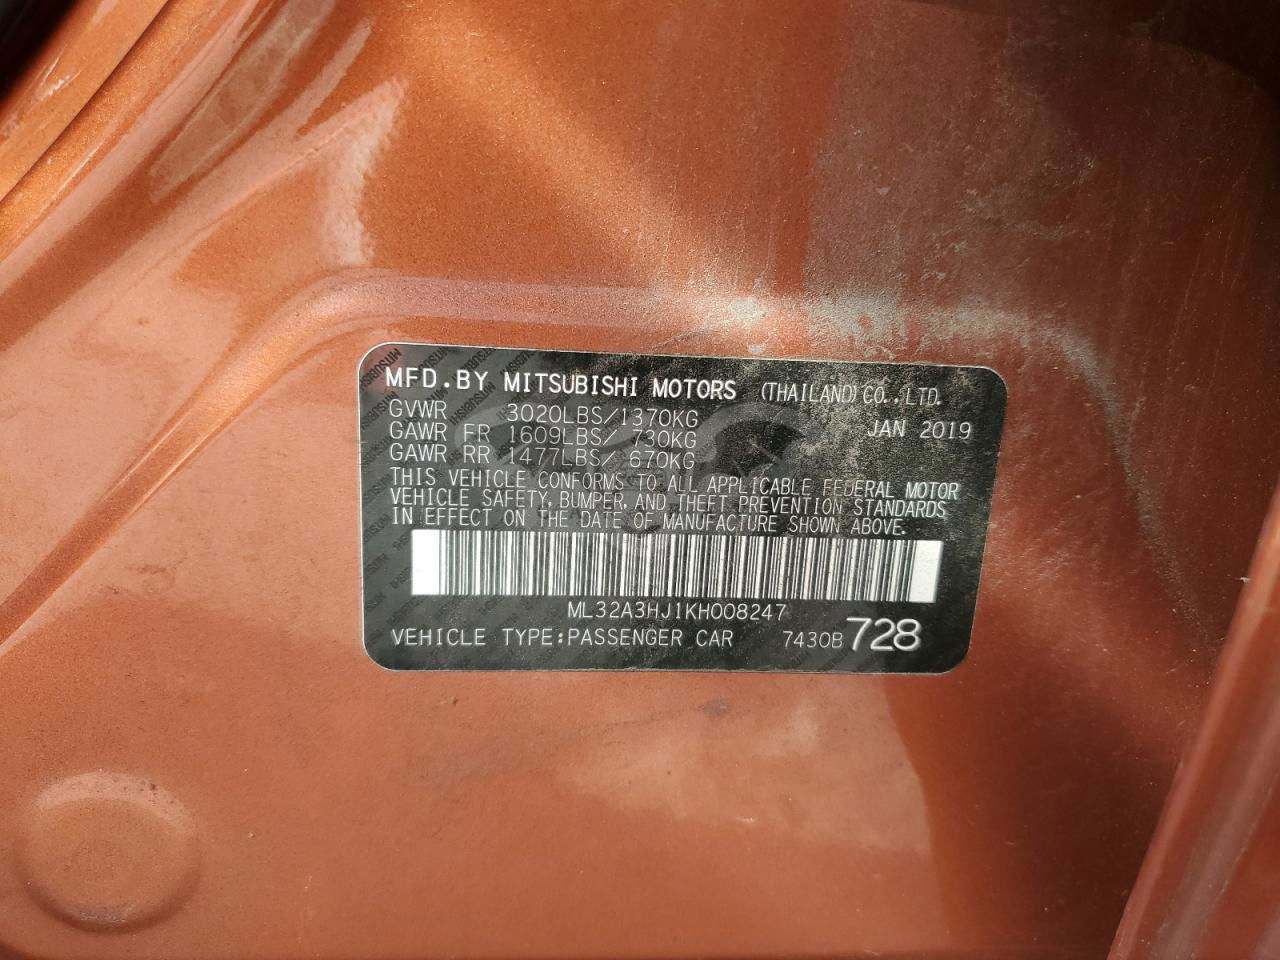 MFD.BY MITSUBISHI MOTORS (THAILAND) CO.,LTD.
GVWR 3020LBS/1370KG JAN 2019
GAWR FR 1609LBS/ 730KG
GAWR RR 1477LBS/ 670KG
THIS VEHICLE CONFORMS TO ALL APPLICABLE FEDERAL MOTOR
VEHICLE SAFETY, BUMPER, AND THEFT PREVENTION STANDARDS
IN EFFECT ON THE DATE OF MANUFACTURE SHOWN ABOVE.
ML32A3HJ1KH008247
VEHICLE TYPE:PASSENGER CAR 7430B 728